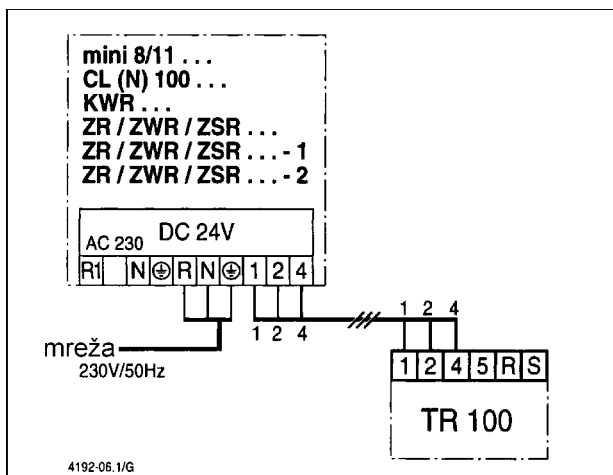 mini 8/11 . . .
CL (N) 100 . . .
KWR . . .
ZR / ZWR / ZSR . . .
ZR / ZWR / ZSR . . . - 1
ZR / ZWR / ZSR . . . - 2
DC 24V
AC 230
R1 N R N 1 2 4
1 2 4
1 2 4
mreža
230V/50Hz
1 2 4 5 R S
TR 100
4192-06.1/G